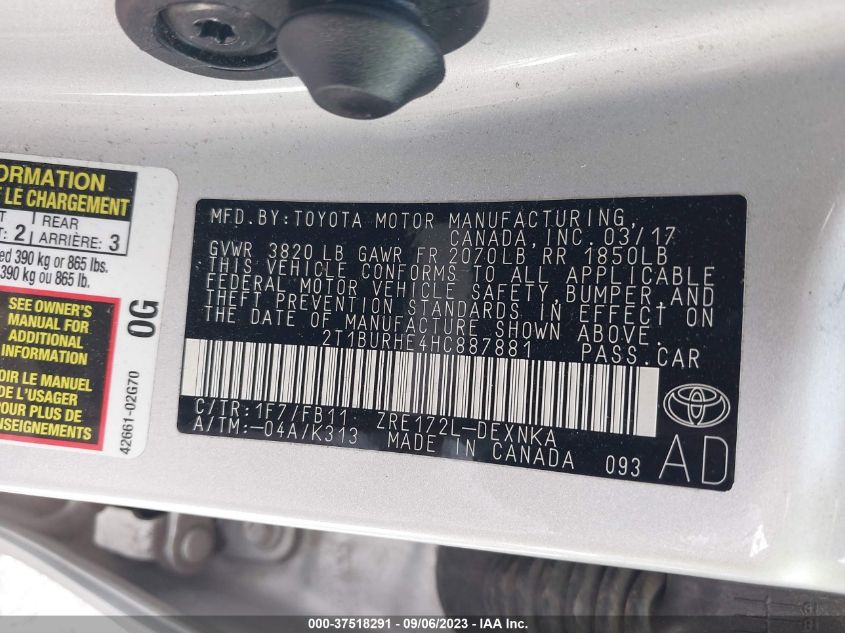 ORMATION
T LE CHARGEMENT
T
2
REAR
ARRIÈRE
3
ed 390 kg or 865 lbs.
390 kg ou 865 lb.
SEE OWNER'S
MANUAL FOR
ADDITIONAL
INFORMATION
OIR LE MANUEL
DE L'USAGER
POUR PLUS DE
NSEIGNEMENTS
0G
42661-02G70
MFD.BY:TOYOTA MOTOR MANUFACTURING,
CANADA,INC. 03/17
GVWR 3820 LB GAWR FR 2070LB RR 1850LB
THIS VEHICLE CONFORMS TO ALL APPLICABLE
FEDERAL MOTOR VEHICLE SAFETY,BUMPER,AND
THEFT PREVENTION STANDARDS IN EFFECT ON
THE DATE OF MANUFACTURE SHOWN ABOVE.
2T1BURHE4HC887881 PASS.CAR
C/TR:1F7/FB11 ZRE172L-DEXNKA
A/TM:-04A/K313 MADE IN CANADA 093
AD
000-37518291 - 09/06/2023 - © IAA Inc.